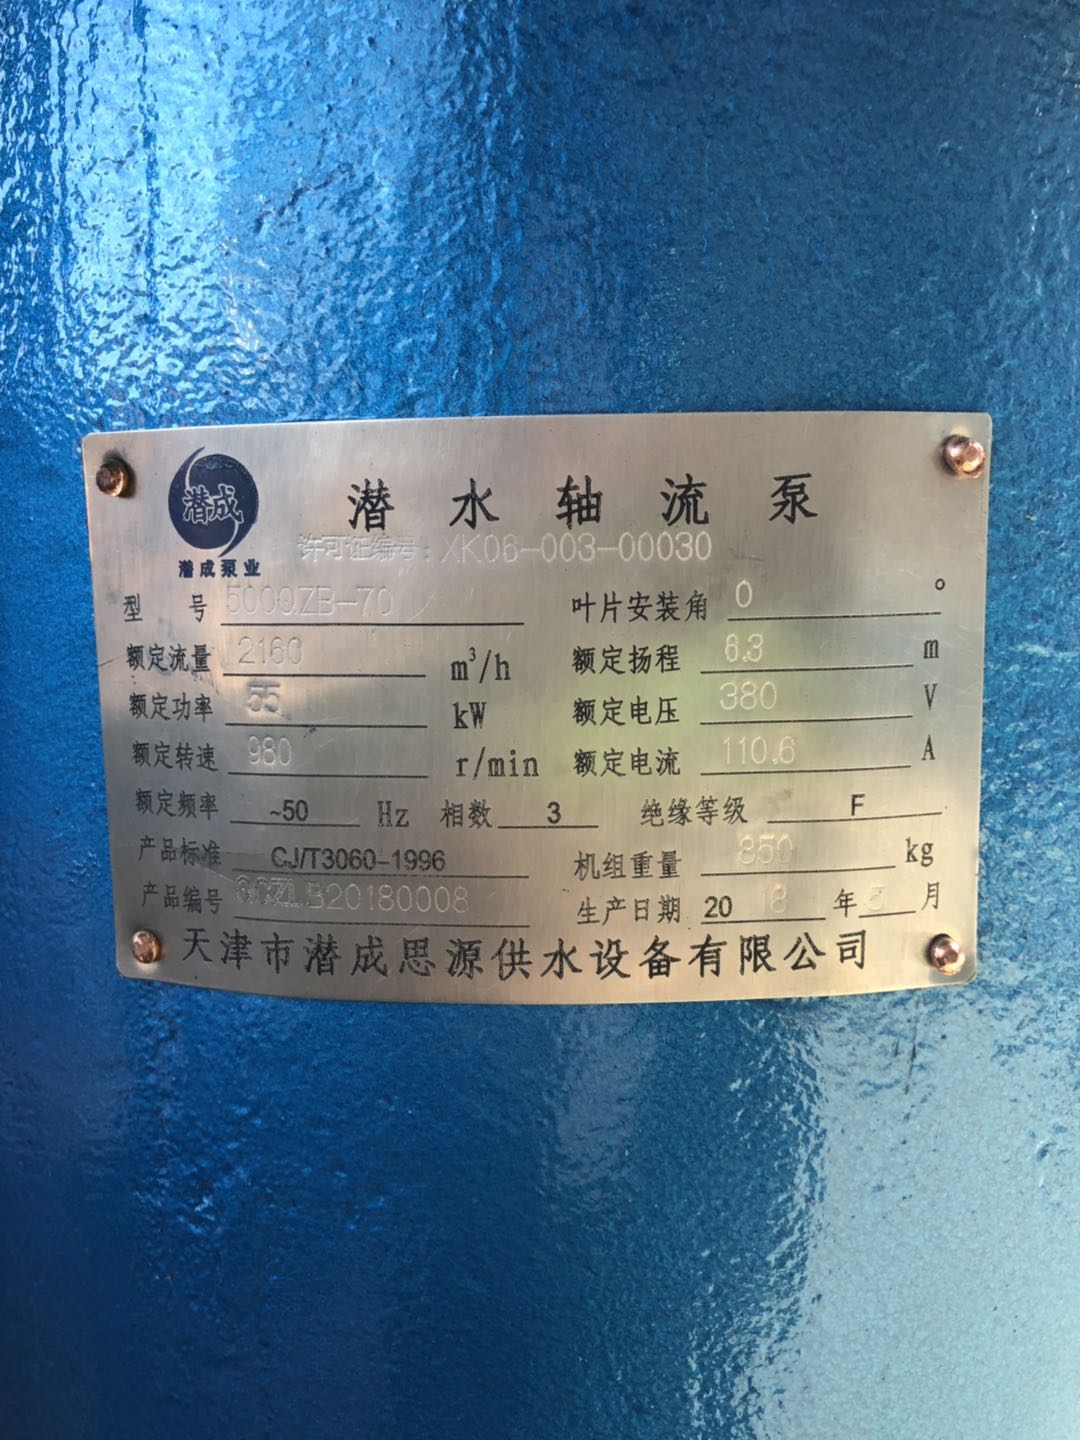 潜成
潜成泵业
潜水轴流泵
许可证编号:XK06-003-00030
型 号 500QZB-70 叶片安装角 0 °
额定流量 2160 m³/h 额定扬程 6.3 m
额定功率 55 kW 额定电压 380 V
额定转速 980 r/min 额定电流 110.6 A
额定频率 ~50 Hz 相数 3 绝缘等级 F
产品标准 CJ/T3060-1996 机组重量 850 kg
产品编号 B20180008 生产日期 2018年 月
天津市潜成思源供水设备有限公司